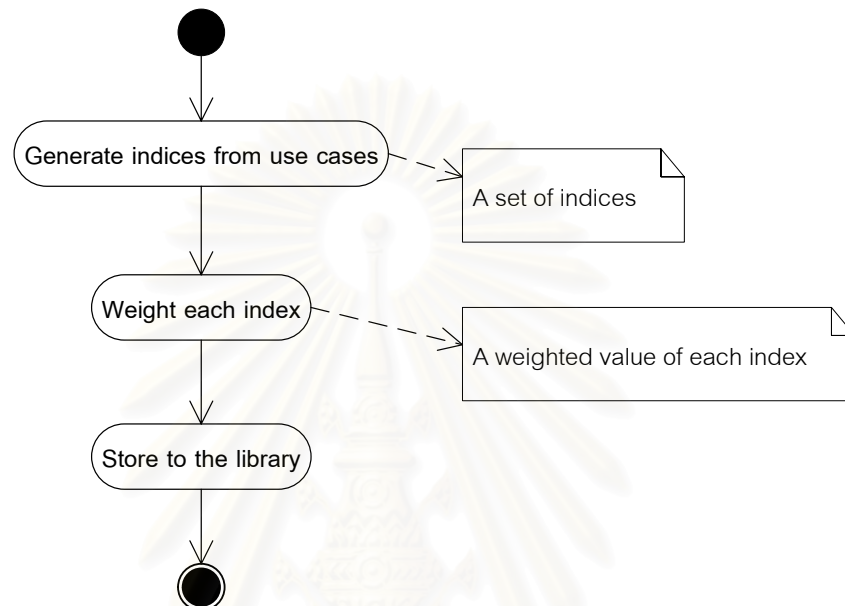 Generate indices from use cases
A set of indices
Weight each index
A weighted value of each index
Store to the library